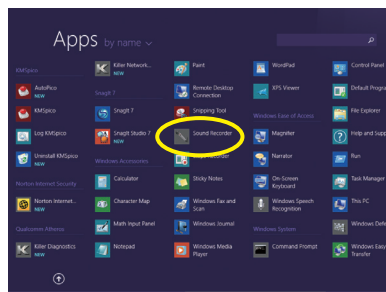 Apps by name
KMSpico
AutoPico
NEW
KMSpico
Log KMSpico
Uninstall KMSpico
NEW
Norton Internet Security
Norton Internet...
NEW
Qualcomm Atheros
Killer Diagnostics
NEW
Killer Network...
NEW
SnagIt 7
SnagIt 7
SnagIt Studio 7
NEW
Windows Accessories
Calculator
Character Map
Math Input Panel
Notepad
Paint
Remote Desktop
Connection
Snipping Tool
Sound Recorder
Sticky Notes
Windows Fax and
Scan
Windows Journal
Windows Media
Player
WordPad
XPS Viewer
Windows Ease of Access
Magnifier
Narrator
On-Screen
Keyboard
Windows Speech
Recognition
Windows System
Command Prompt
Control Panel
Default Progra
File Explorer
Help and Supp
Run
Task Manager
This PC
Windows Defe
Windows Easy
Transfer